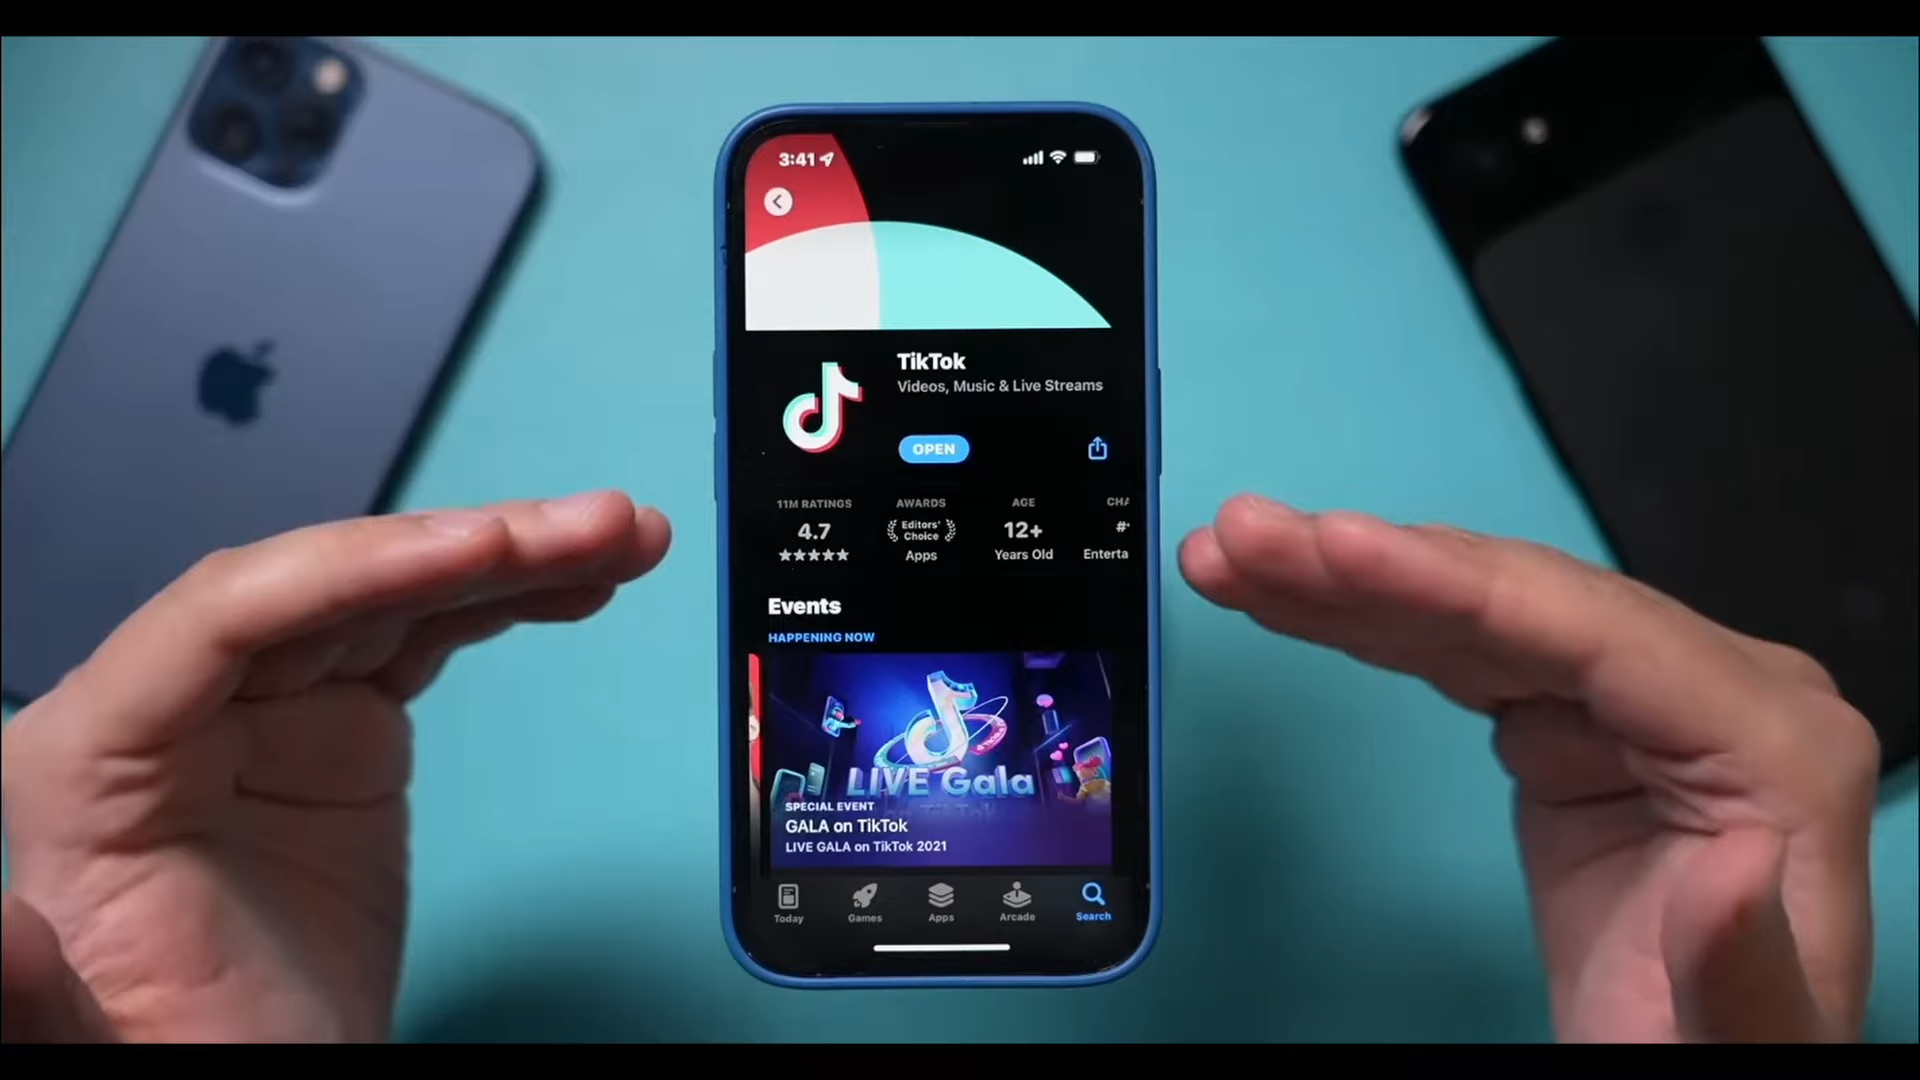 3:41
TikTok
Videos, Music & Live Streams
OPEN
11M RATINGS
4.7
★★★★★
AWARDS
Editors'
Choice
Apps
AGE
12+
Years Old
CHA
#
Enterta
Events
HAPPENING NOW
LIVE Gala
SPECIAL EVENT
GALA on TikTok
LIVE GALA on TikTok 2021
Today
Games
Apps
Arcade
Search